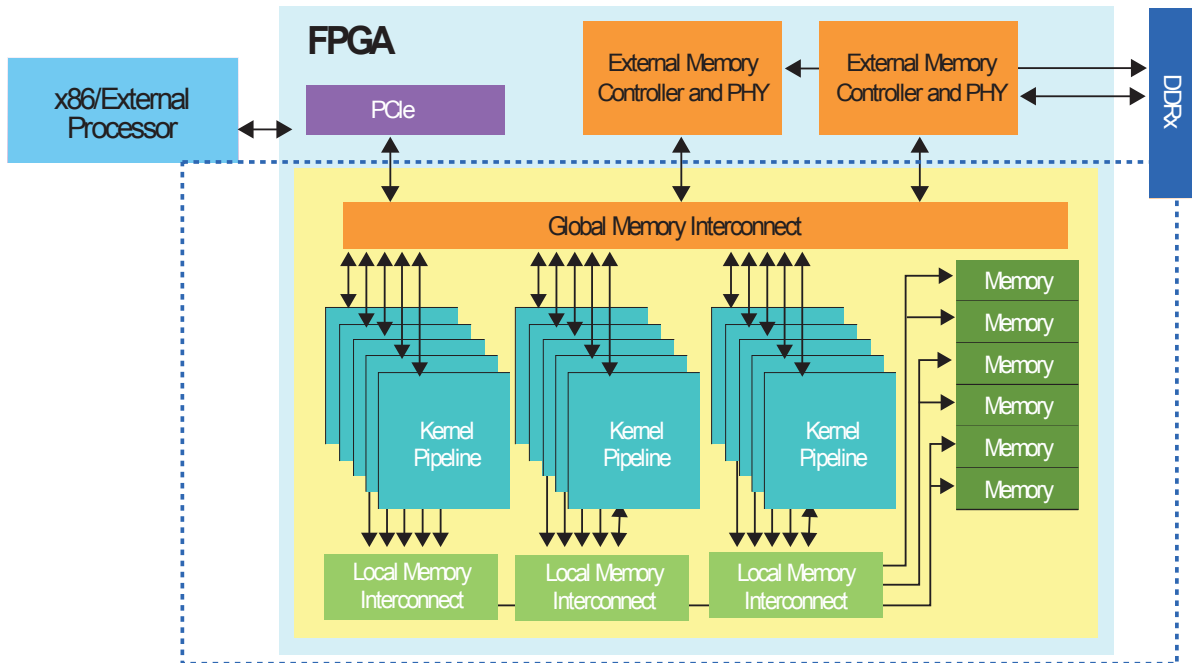 FPGA
x86/External
Processor
PCIe
External Memory
Controller and PHY
External Memory
Controller and PHY
DDRx
Global Memory Interconnect
Memory
Memory
Memory
Memory
Memory
Memory
Kernel
Pipeline
Kernel
Pipeline
Kernel
Pipeline
Local Memory
Interconnect
Local Memory
Interconnect
Local Memory
Interconnect